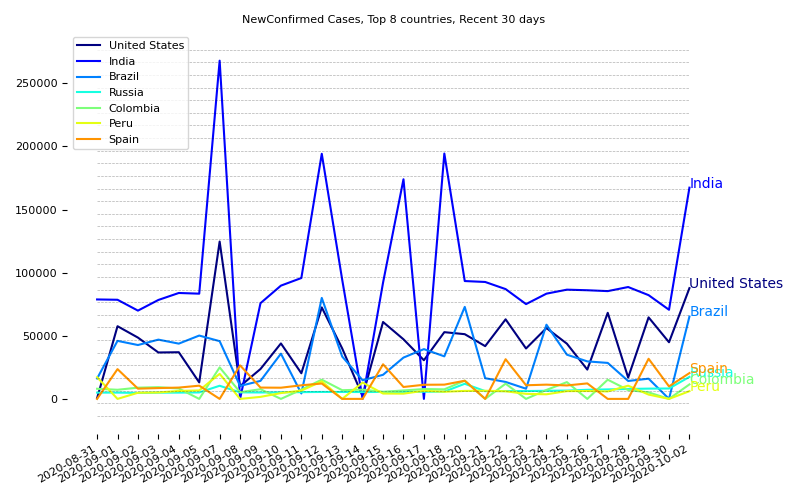 NewConfirmed Cases, Top 8 countries, Recent 30 days
United States
India
Brazil
Russia
Colombia
Peru
Spain
250000
200000
150000
100000
50000
0
India
United States
Brazil
Spain
Russia
Colombia
Peru
2020-08-31
2020-09-01
2020-09-02
2020-09-03
2020-09-04
2020-09-05
2020-09-07
2020-09-08
2020-09-09
2020-09-10
2020-09-11
2020-09-12
2020-09-13
2020-09-14
2020-09-15
2020-09-16
2020-09-17
2020-09-18
2020-09-20
2020-09-21
2020-09-22
2020-09-23
2020-09-24
2020-09-25
2020-09-26
2020-09-27
2020-09-28
2020-09-29
2020-09-30
2020-10-02